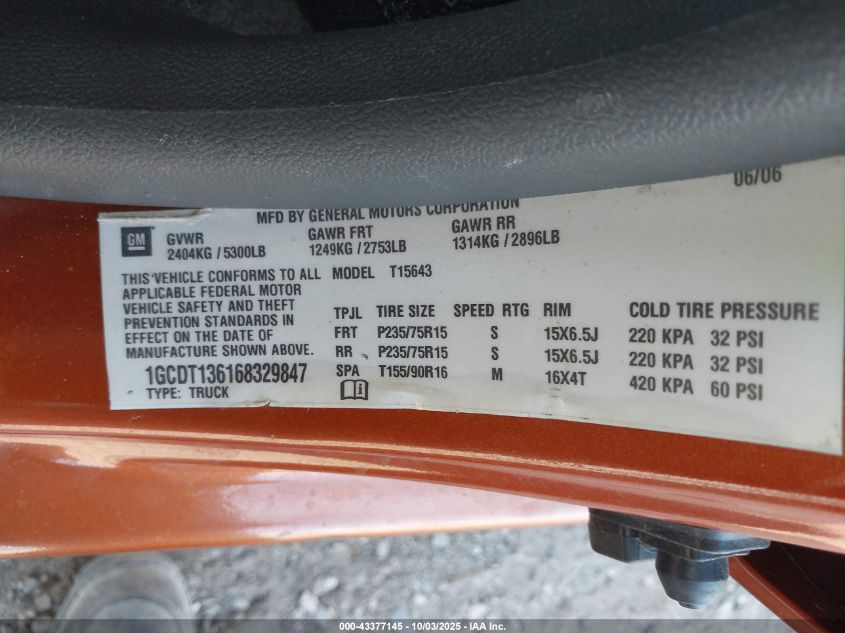 06/06
MFD BY GENERAL MOTORS CORPORATION
GM GVWR GAWR FRT GAWR RR
2404KG / 5300LB 1249KG / 2753LB 1314KG / 2896LB
THIS VEHICLE CONFORMS TO ALL MODEL T15643
APPLICABLE FEDERAL MOTOR
VEHICLE SAFETY AND THEFT TPJL TIRE SIZE SPEED RTG RIM COLD TIRE PRESSURE
PREVENTION STANDARDS IN FRT P235/75R15 S 15X6.5J 220 KPA 32 PSI
EFFECT ON THE DATE OF
MANUFACTURE SHOWN ABOVE. RR P235/75R15 S 15X6.5J 220 KPA 32 PSI
1GCDT136168329847 SPA T155/90R16 M 16X4T 420 KPA 60 PSI
TYPE: TRUCK
000-43377145 - 10/03/2025 - IAA Inc.